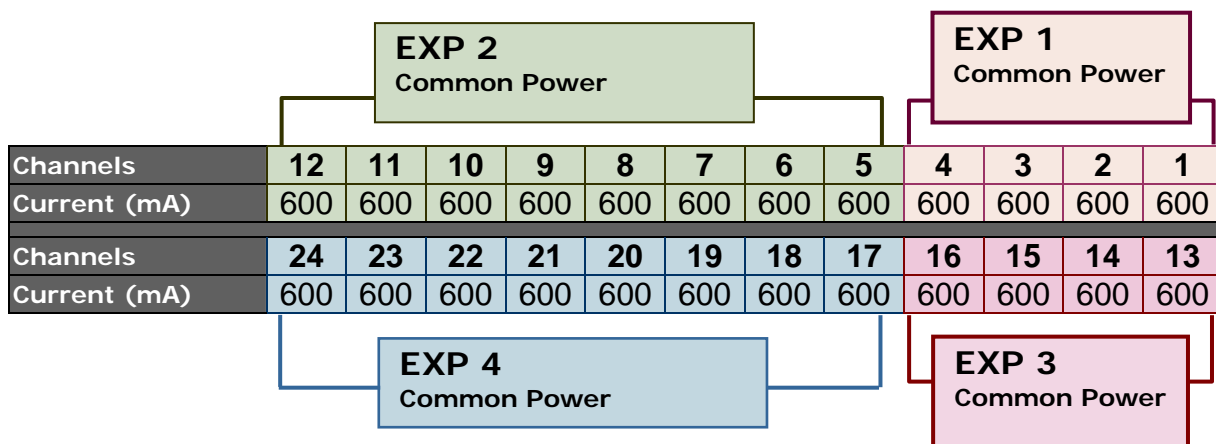 EXP 2
Common Power
EXP 1
Common Power
Channels 12 11 10 9 8 7 6 5 4 3 2 1
Current (mA) 600 600 600 600 600 600 600 600 600 600 600 600
Channels 24 23 22 21 20 19 18 17 16 15 14 13
Current (mA) 600 600 600 600 600 600 600 600 600 600 600 600
EXP 4
Common Power
EXP 3
Common Power